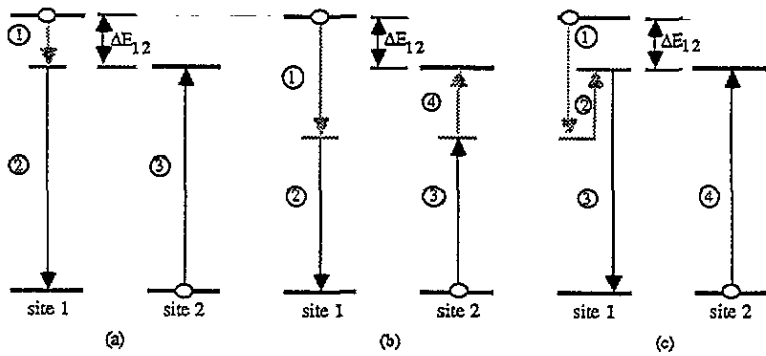 ① ΔE12
② ③
site 1 site 2
(a)
① ΔE12
④
② ③
site 1 site 2
(b)
① ΔE12
②
③ ④
site 1 site 2
(c)